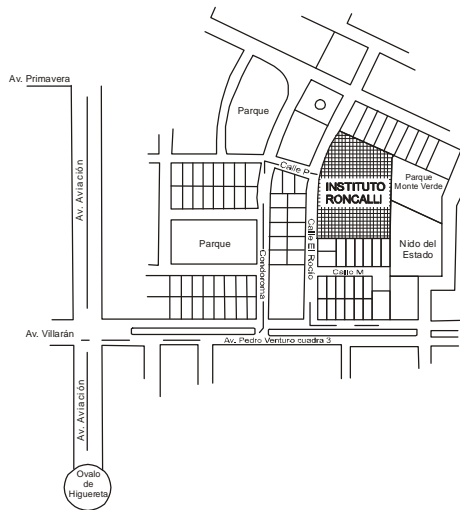 Av. Primavera
Parque
Av. Aviación
Calle P
Parque
Monte Verde
INSTITUTO
RONCALLI
Parque
Condoroma
Calle El Rocío
Nido del
Estado
Calle M
Av. Villarán
Av. Pedro Venturo cuadra 3
Av. Aviación
Ovalo
de
Higuereta